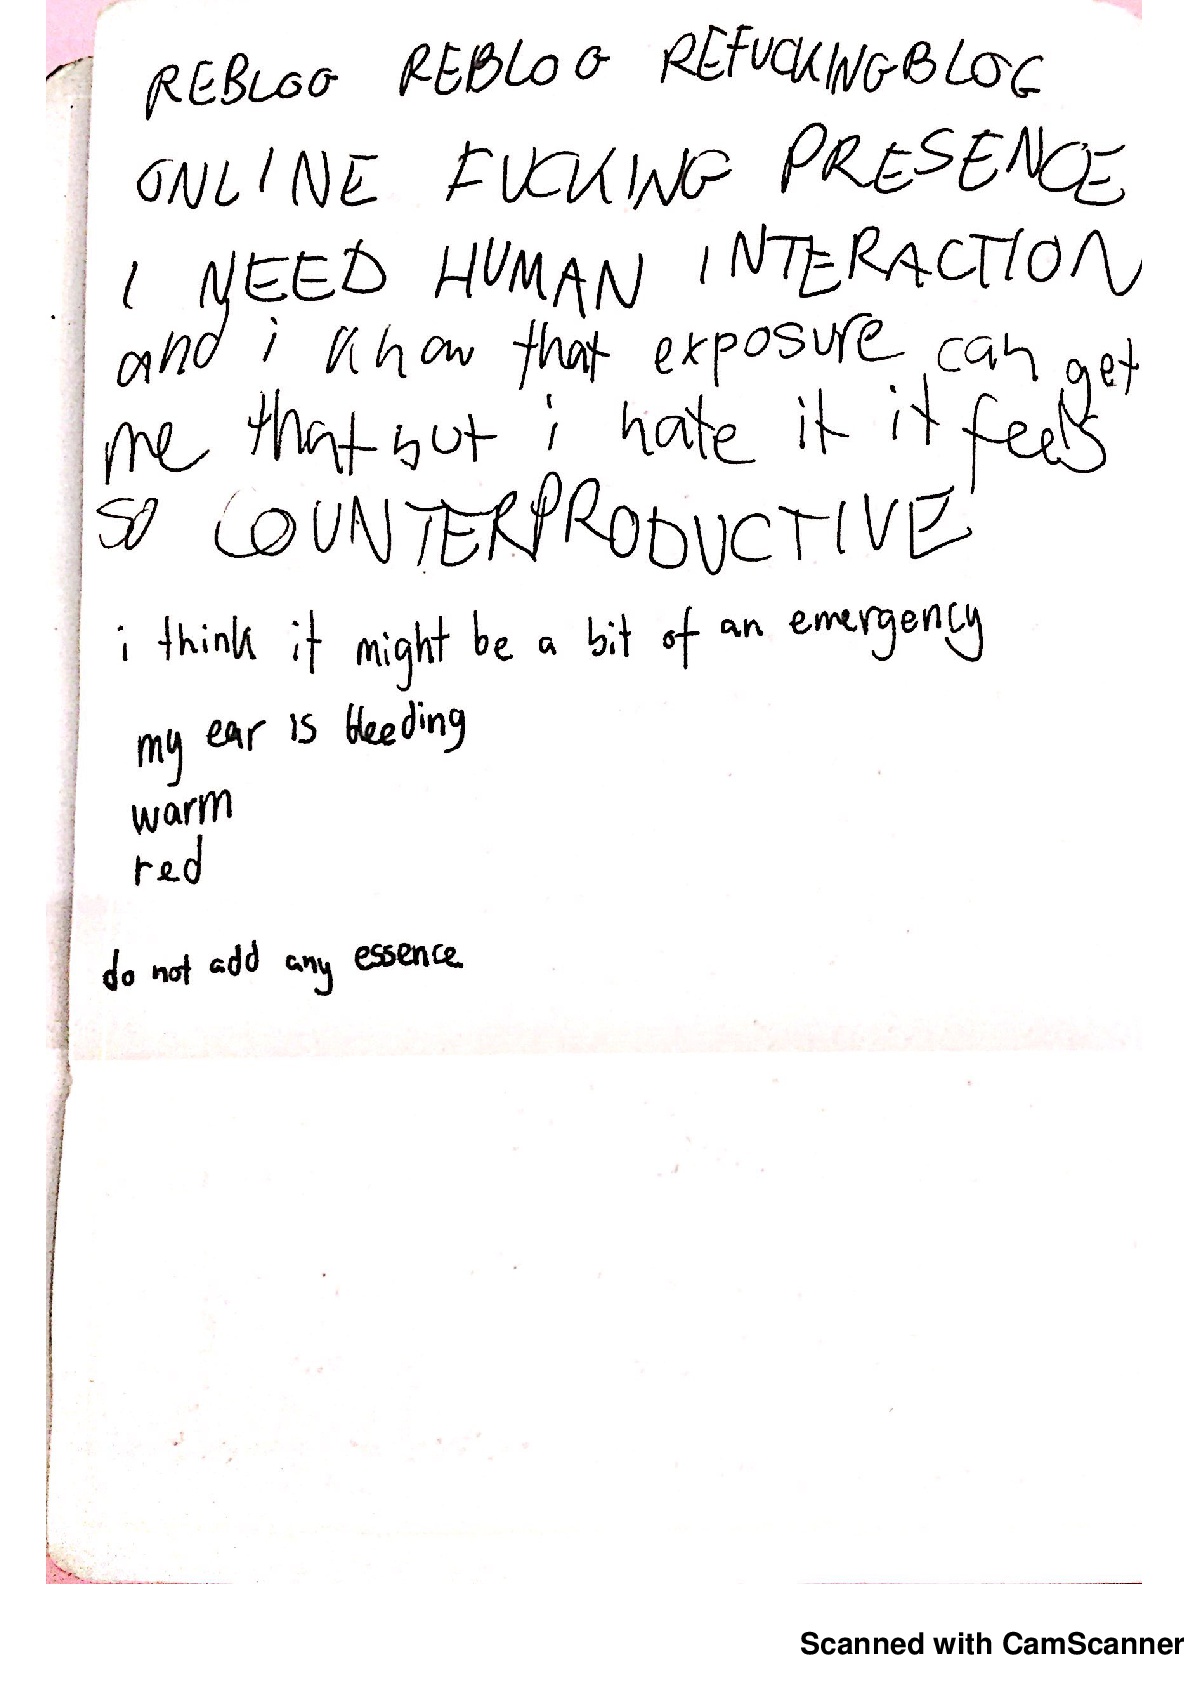 REBLOG REBLOG REFUCKINGBLOG
ONLINE FUCKING PRESENCE
I NEED HUMAN INTERACTION
and i know that exposure can get
me that but i hate it it feels
so COUNTERPRODUCTIVE
i think it might be a bit of an emergency
my ear is bleeding
warm
red
do not add any essence
Scanned with CamScanner